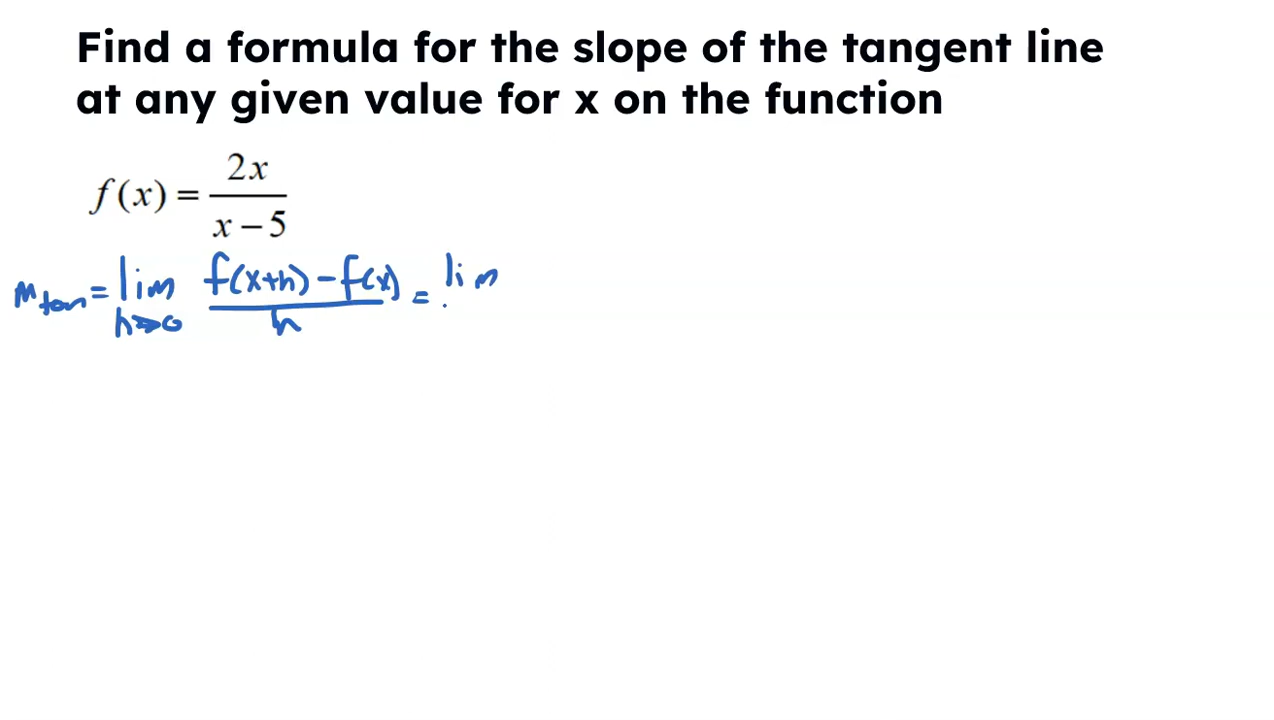 Find a formula for the slope of the tangent line
at any given value for x on the function
f(x) = 2x / (x − 5)
m_tan = lim_{h→0} (f(x+h) − f(x)) / h = lim